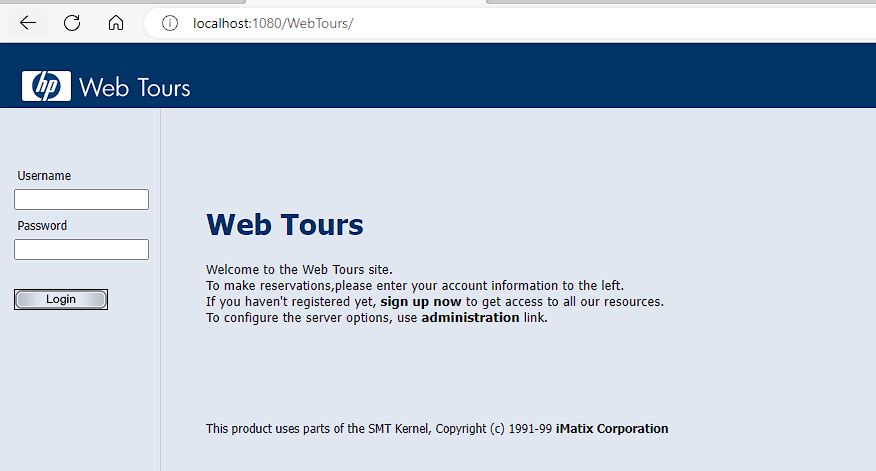 localhost:1080/WebTours/
hp Web Tours
Username
Password
Login
Web Tours
Welcome to the Web Tours site.
To make reservations,please enter your account information to the left.
If you haven't registered yet, sign up now to get access to all our resources.
To configure the server options, use administration link.
This product uses parts of the SMT Kernel, Copyright (c) 1991-99 iMatix Corporation